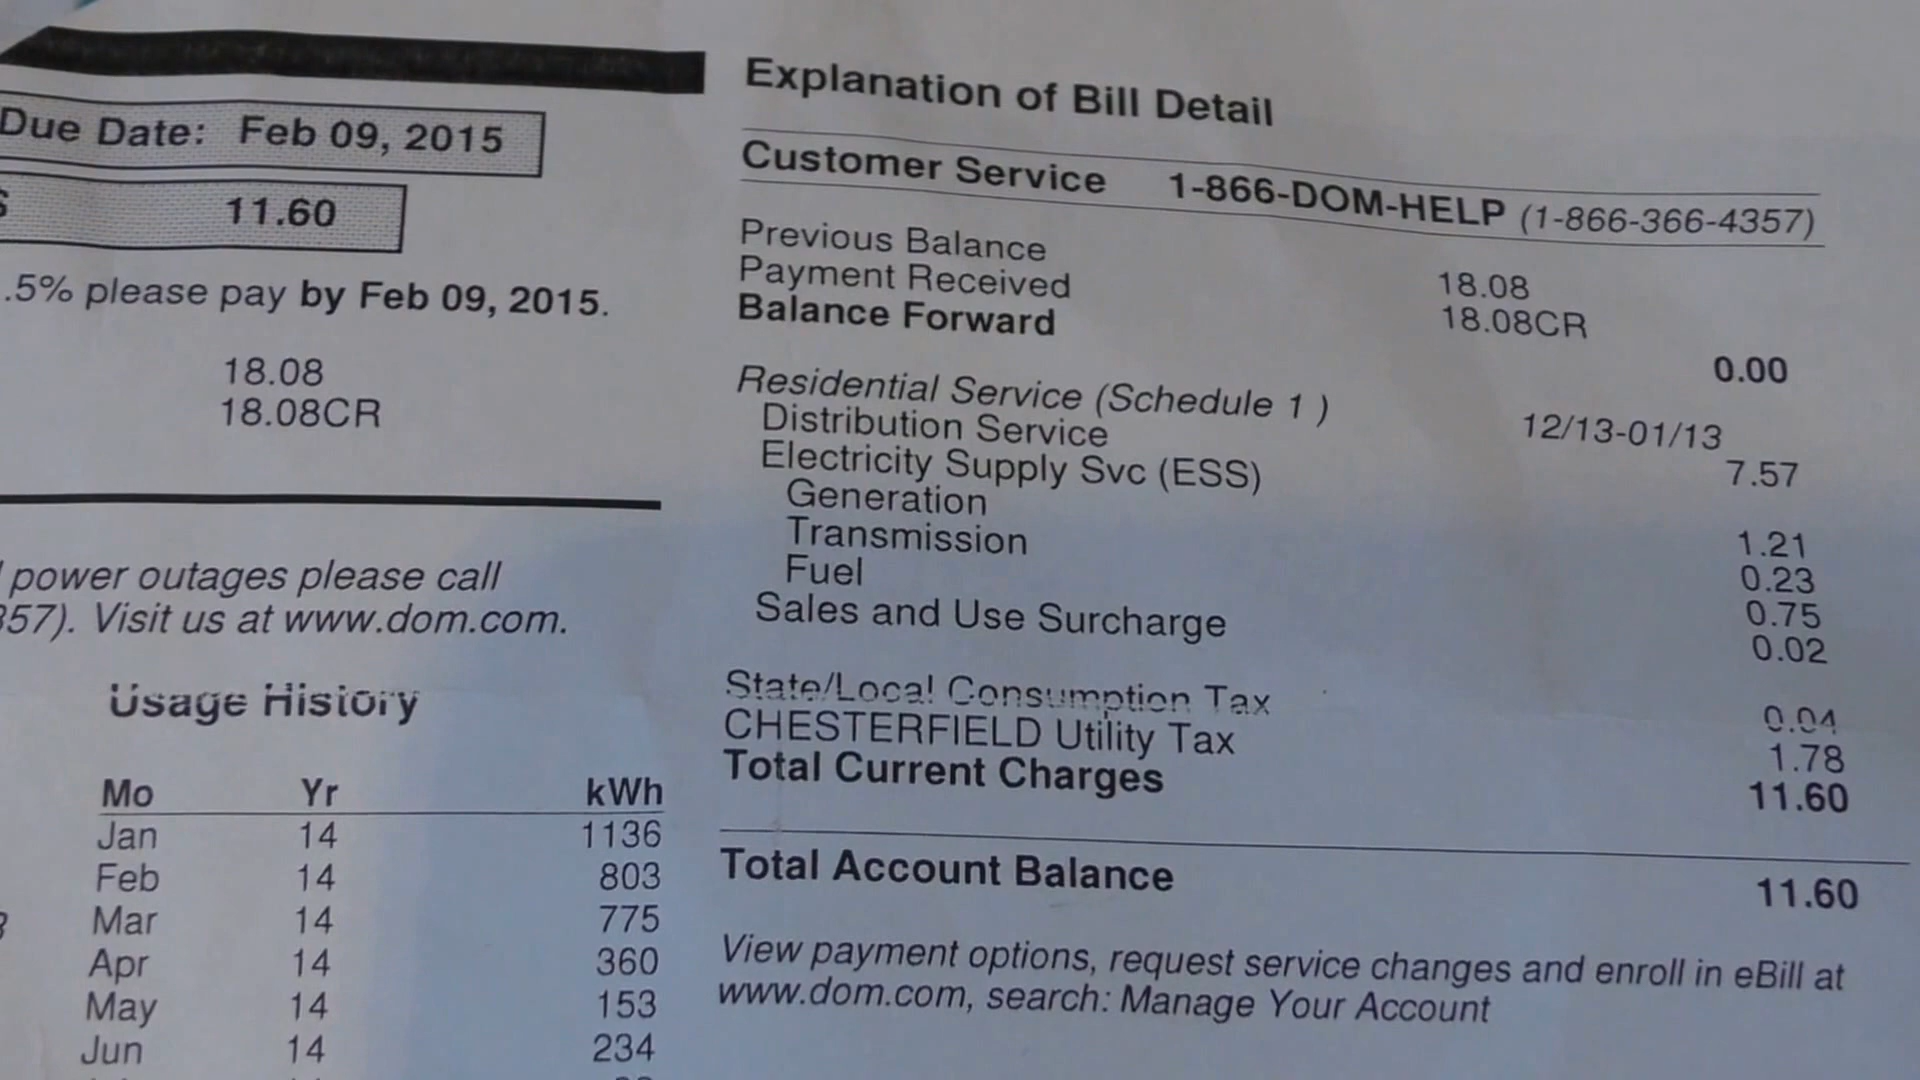 Due Date: Feb 09, 2015
11.60
.5% please pay by Feb 09, 2015.
18.08
18.08CR
power outages please call
357). Visit us at www.dom.com.
Usage History
Mo Yr kWh
Jan 14 1136
Feb 14 803
Mar 14 775
Apr 14 360
May 14 153
Jun 14 234
Explanation of Bill Detail
Customer Service 1-866-DOM-HELP (1-866-366-4357)
Previous Balance 18.08
Payment Received 18.08CR
Balance Forward 0.00
Residential Service (Schedule 1 ) 12/13-01/13
Distribution Service 7.57
Electricity Supply Svc (ESS)
Generation 1.21
Transmission 0.23
Fuel 0.75
Sales and Use Surcharge 0.02
State/Local Consumption Tax 0.04
CHESTERFIELD Utility Tax 1.78
Total Current Charges 11.60
Total Account Balance 11.60
View payment options, request service changes and enroll in eBill at
www.dom.com, search: Manage Your Account